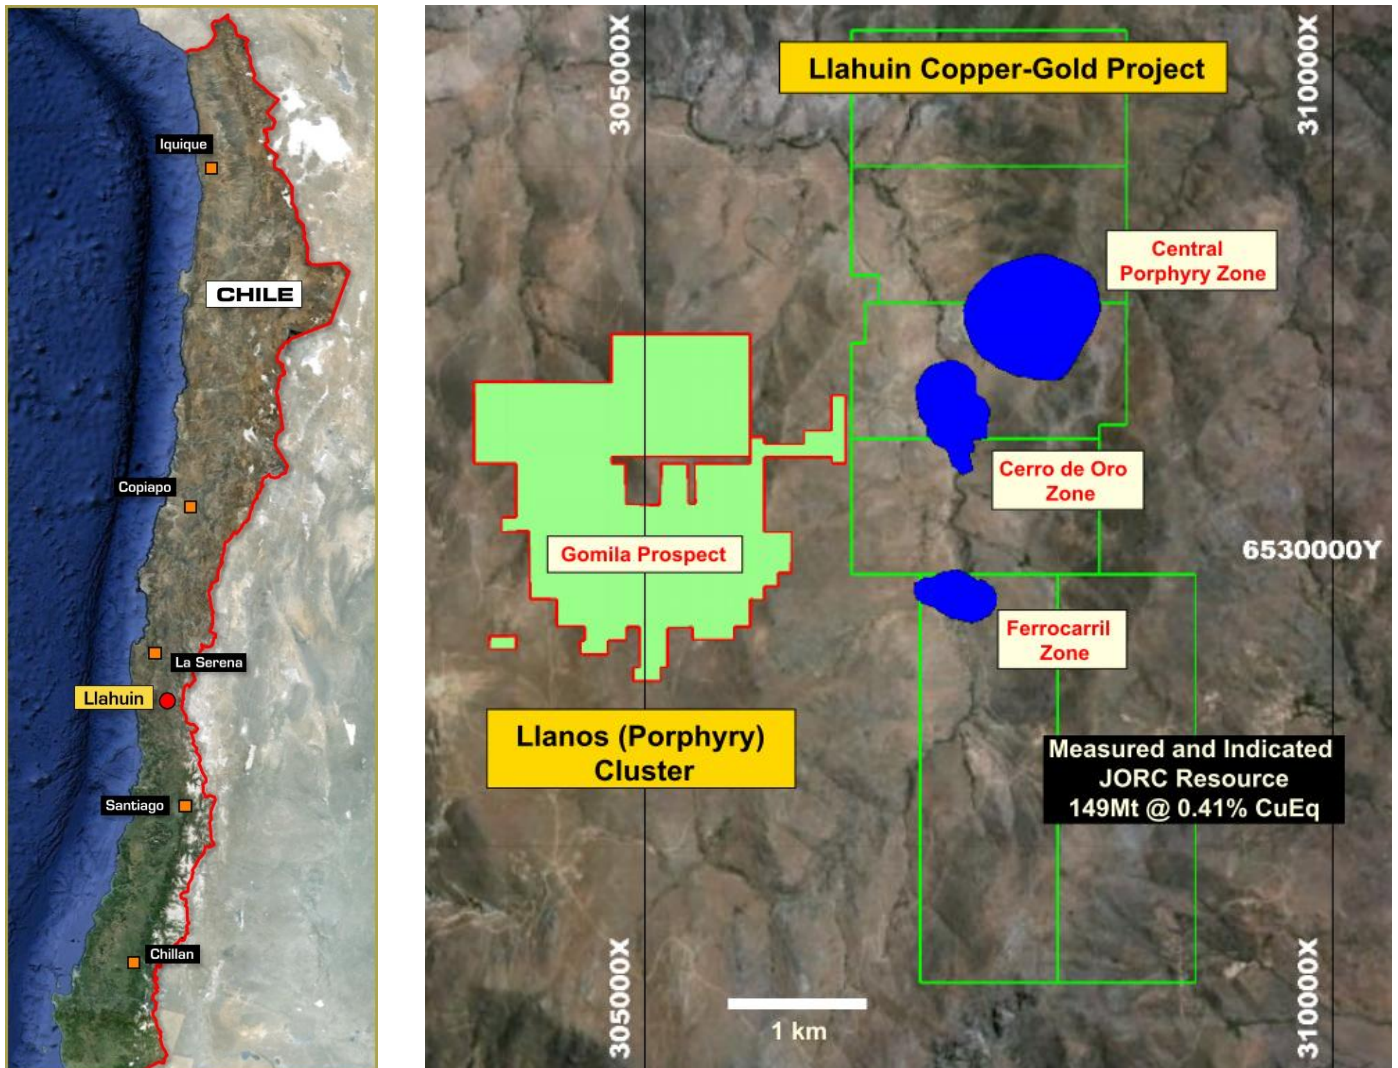 Iquique
CHILE
Copiapo
La Serena
Llahuin
Santiago
Chillan
305000X
310000X
Llahuin Copper-Gold Project
Central
Porphyry Zone
Cerro de Oro
Zone
6530000Y
Gomila Prospect
Ferrocarril
Zone
Llanos (Porphyry)
Cluster
Measured and Indicated
JORC Resource
149Mt @ 0.41% CuEq
305000X
310000X
1 km